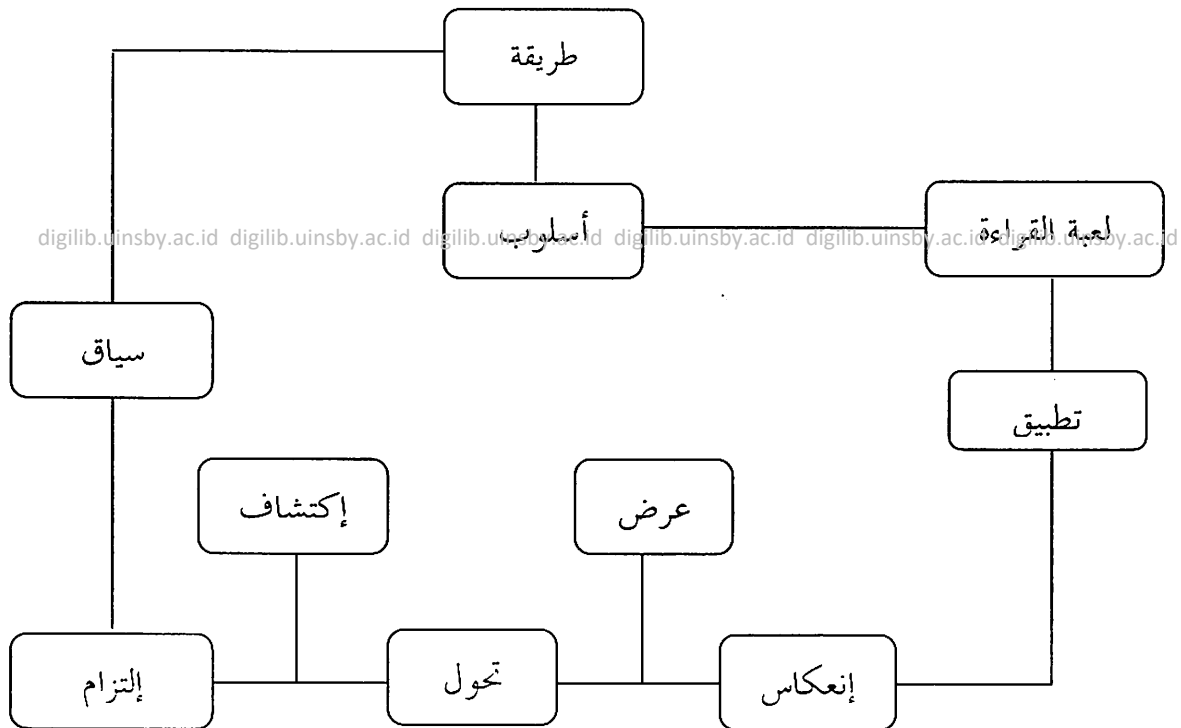 طريقة
أسلوب
لعبة القراءة
digilib.uinsby.ac.id digilib.uinsby.ac.id digilib.uinsby.ac.id digilib.uinsby.ac.id digilib.uinsby.ac.id digilib.uinsby.ac.id
سياق
تطبيق
عرض
إكتشاف
إنعكاس
تحول
إلتزام